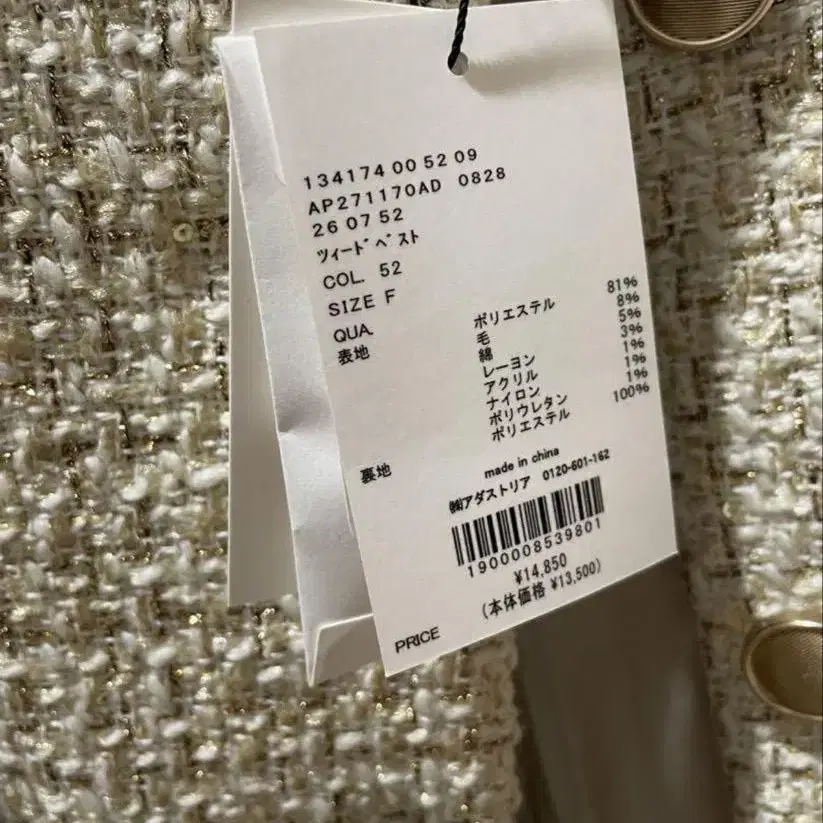 134174 00 52 09
AP271170AD 0828
26 07 52
ツィードベスト
COL. 52
SIZE F
QUA.
表地 ポリエステル 81%
毛 8%
綿 5%
レーヨン 3%
アクリル 1%
ナイロン 1%
ポリウレタン 1%
裏地 ポリエステル 100%
made in china
㈱アダストリア 0120-601-162
1900008539801
¥14,850
(本体価格 ¥13,500)
PRICE